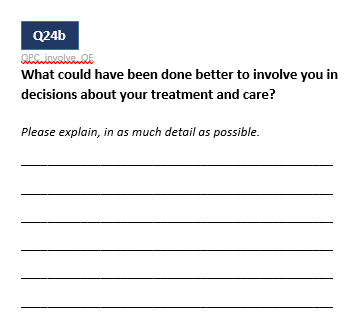 Q24b
OPC_involve_OE
What could have been done better to involve you in
decisions about your treatment and care?
Please explain, in as much detail as possible.